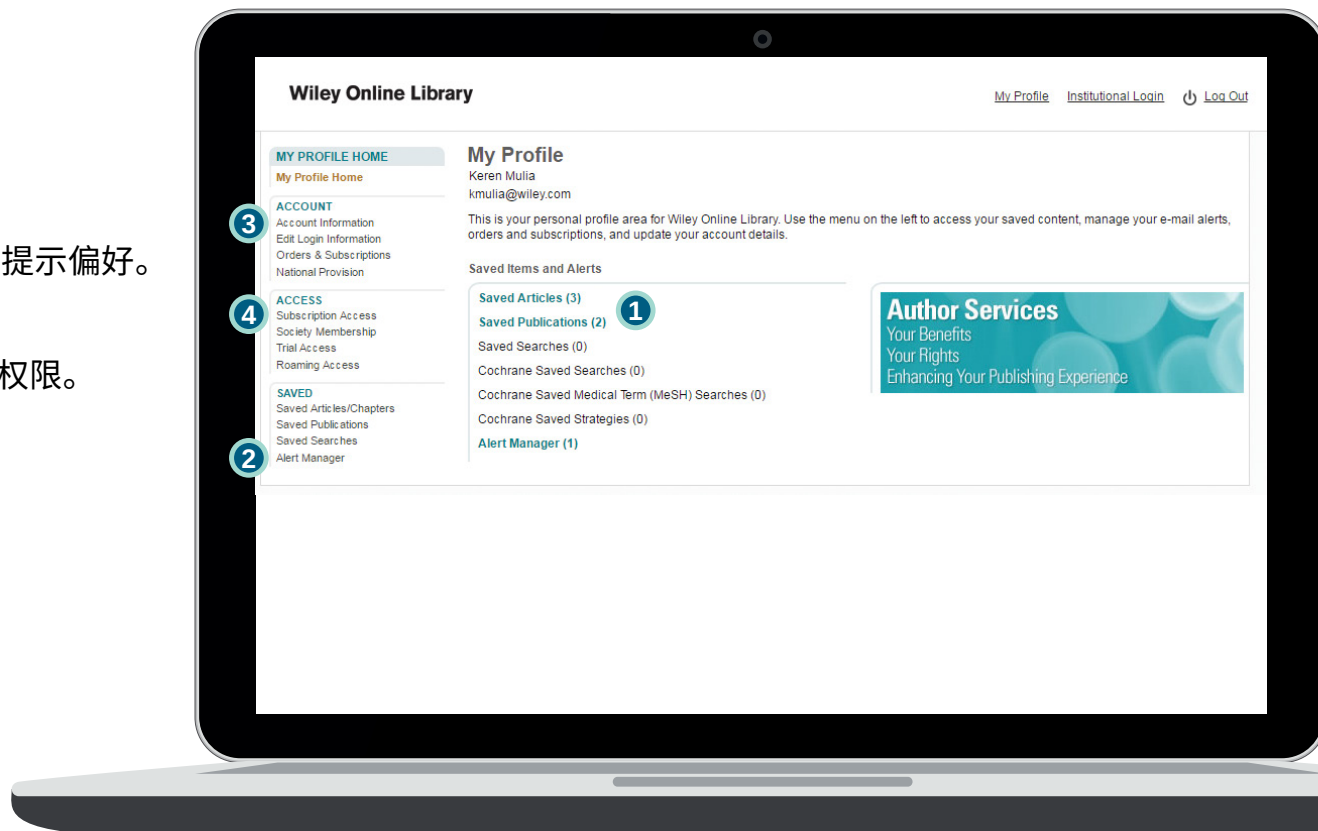 提示偏好。
权限。
Wiley Online Library
My Profile Institutional Login Log Out
MY PROFILE HOME
My Profile Home
3
ACCOUNT
Account Information
Edit Login Information
Orders & Subscriptions
National Provision
4
ACCESS
Subscription Access
Society Membership
Trial Access
Roaming Access
SAVED
Saved Articles/Chapters
Saved Publications
Saved Searches
2
Alert Manager
My Profile
Keren Mulia
kmulia@wiley.com
This is your personal profile area for Wiley Online Library. Use the menu on the left to access your saved content, manage your e-mail alerts,
orders and subscriptions, and update your account details.
Saved Items and Alerts
Saved Articles (3)
1
Saved Publications (2)
Saved Searches (0)
Cochrane Saved Searches (0)
Cochrane Saved Medical Term (MeSH) Searches (0)
Cochrane Saved Strategies (0)
Alert Manager (1)
Author Services
Your Benefits
Your Rights
Enhancing Your Publishing Experience